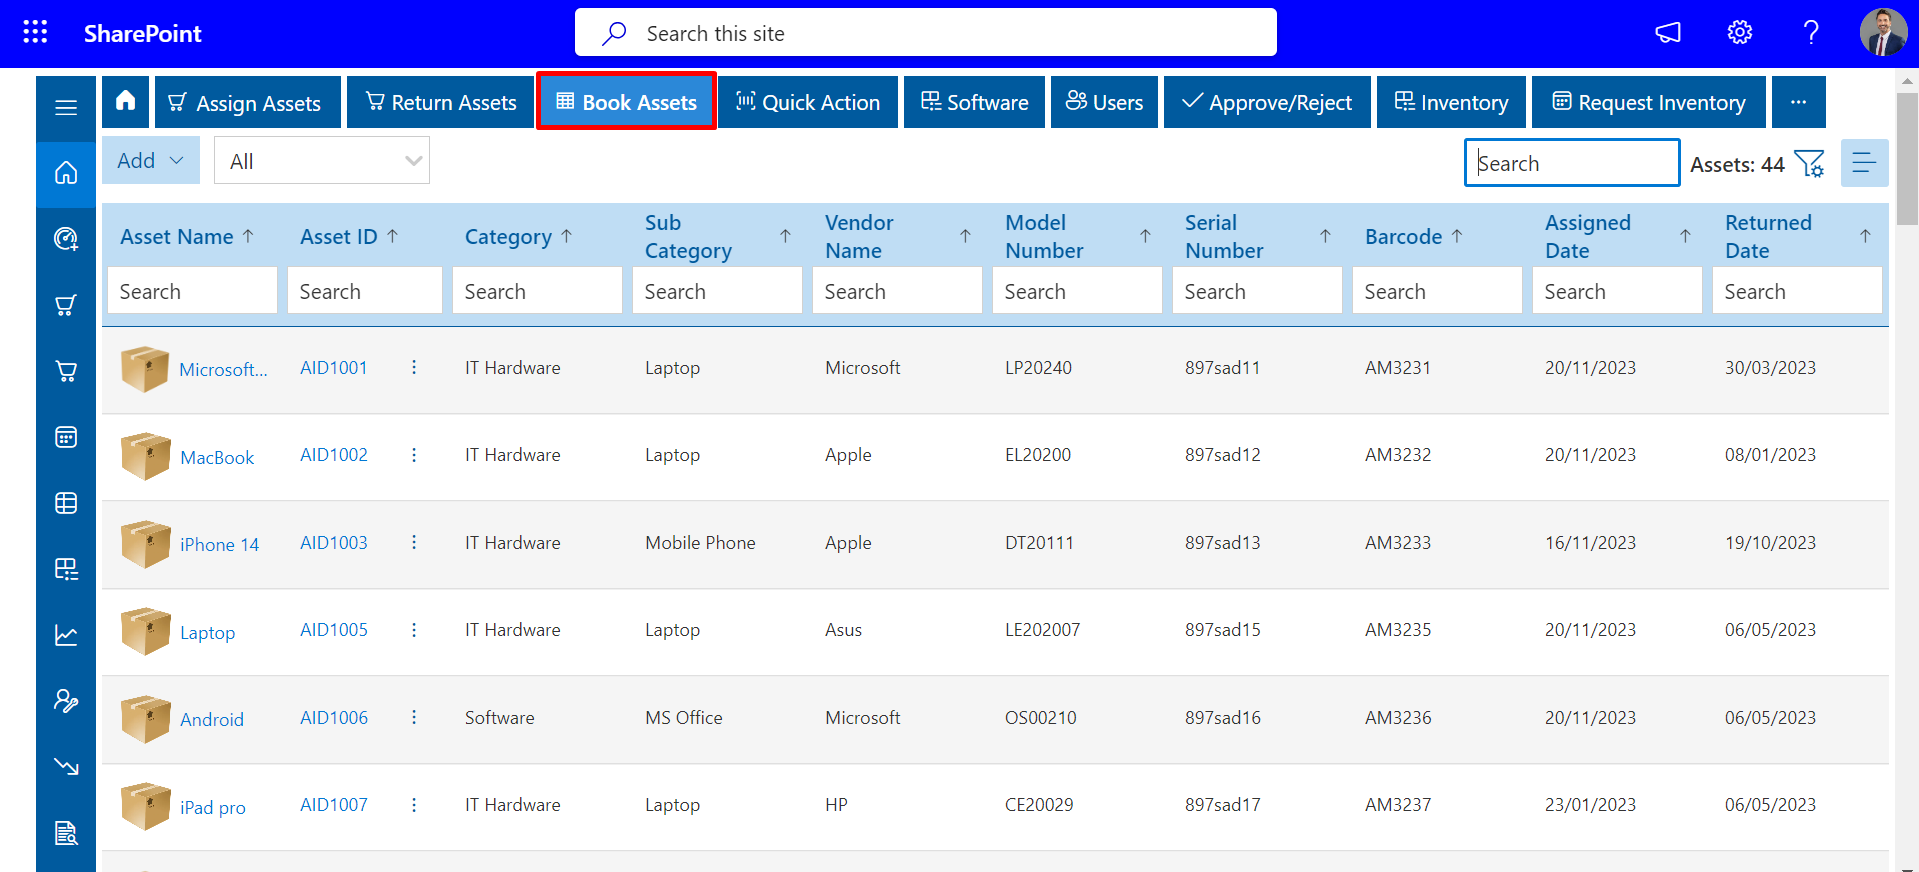 SharePoint
Search this site
Assign Assets
Return Assets
Book Assets
Quick Action
Software
Users
Approve/Reject
Inventory
Request Inventory
Add
All
Search
Assets: 44
Asset Name
Asset ID
Category
Sub Category
Vendor Name
Model Number
Serial Number
Barcode
Assigned Date
Returned Date
Search Search Search Search Search Search Search Search Search Search
Microsoft... AID1001 IT Hardware Laptop Microsoft LP20240 897sad11 AM3231 20/11/2023 30/03/2023
MacBook AID1002 IT Hardware Laptop Apple EL20200 897sad12 AM3232 20/11/2023 08/01/2023
iPhone 14 AID1003 IT Hardware Mobile Phone Apple DT20111 897sad13 AM3233 16/11/2023 19/10/2023
Laptop AID1005 IT Hardware Laptop Asus LE202007 897sad15 AM3235 20/11/2023 06/05/2023
Android AID1006 Software MS Office Microsoft OS00210 897sad16 AM3236 20/11/2023 06/05/2023
iPad pro AID1007 IT Hardware Laptop HP CE20029 897sad17 AM3237 23/01/2023 06/05/2023